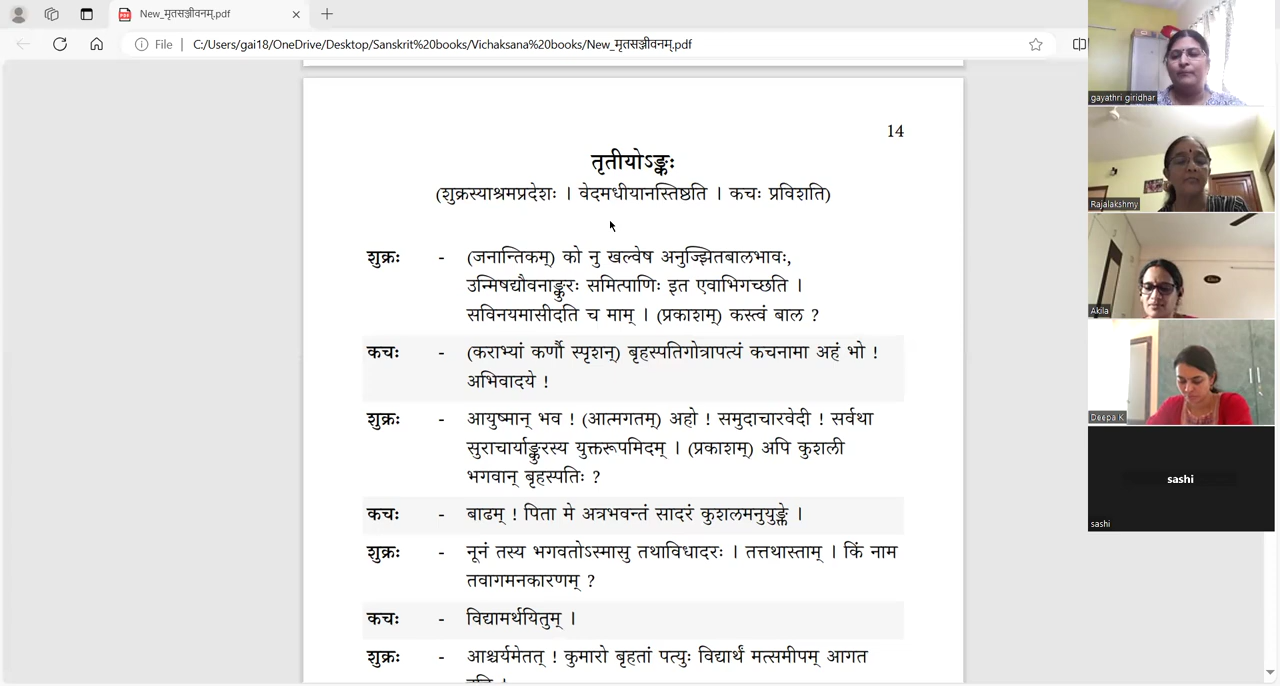 New_मृतसञ्जीवनम्.pdf
File | C:/Users/gai18/OneDrive/Desktop/Sanskrit%20books/Vichaksana%20books/New_मृतसञ्जीवनम्.pdf
14
तृतीयोऽङ्कः
(शुक्रस्याश्रमप्रदेशः । वेदमधीयानस्तिष्ठति । कचः प्रविशति)
शुक्रः - (जनान्तिकम्) को नु खल्वेष अनुज्झितबालभावः,
उन्मिषद्यौवनाङ्कुरः समित्पाणिः इत एवाभिगच्छति ।
सविनयमासीदति च माम् । (प्रकाशम्) कस्त्वं बाल ?
कचः - (कराभ्यां कर्णौ स्पृशन्) बृहस्पतिगोत्रापत्यं कचनामा अहं भो !
अभिवादये !
शुक्रः - आयुष्मान् भव ! (आत्मगतम्) अहो ! समुदाचारवेदी ! सर्वथा
सुराचार्याङ्कुरस्य युक्तरूपमिदम् । (प्रकाशम्) अपि कुशली
भगवान् बृहस्पतिः ?
कचः - बाढम् ! पिता मे अत्रभवन्तं सादरं कुशलमनुयुङ्के ।
शुक्रः - नूनं तस्य भगवतोऽस्मासु तथाविधादरः । तत्तथास्ताम् । किं नाम
तवागमनकारणम् ?
कचः - विद्यामर्थयितुम् ।
शुक्रः - आश्चर्यमेतत् ! कुमारो बृहतां पत्युः विद्यार्थं मत्समीपम् आगत
gayathri giridhar
Rajalakshmy
Akila
Deepa K
sashi
sashi